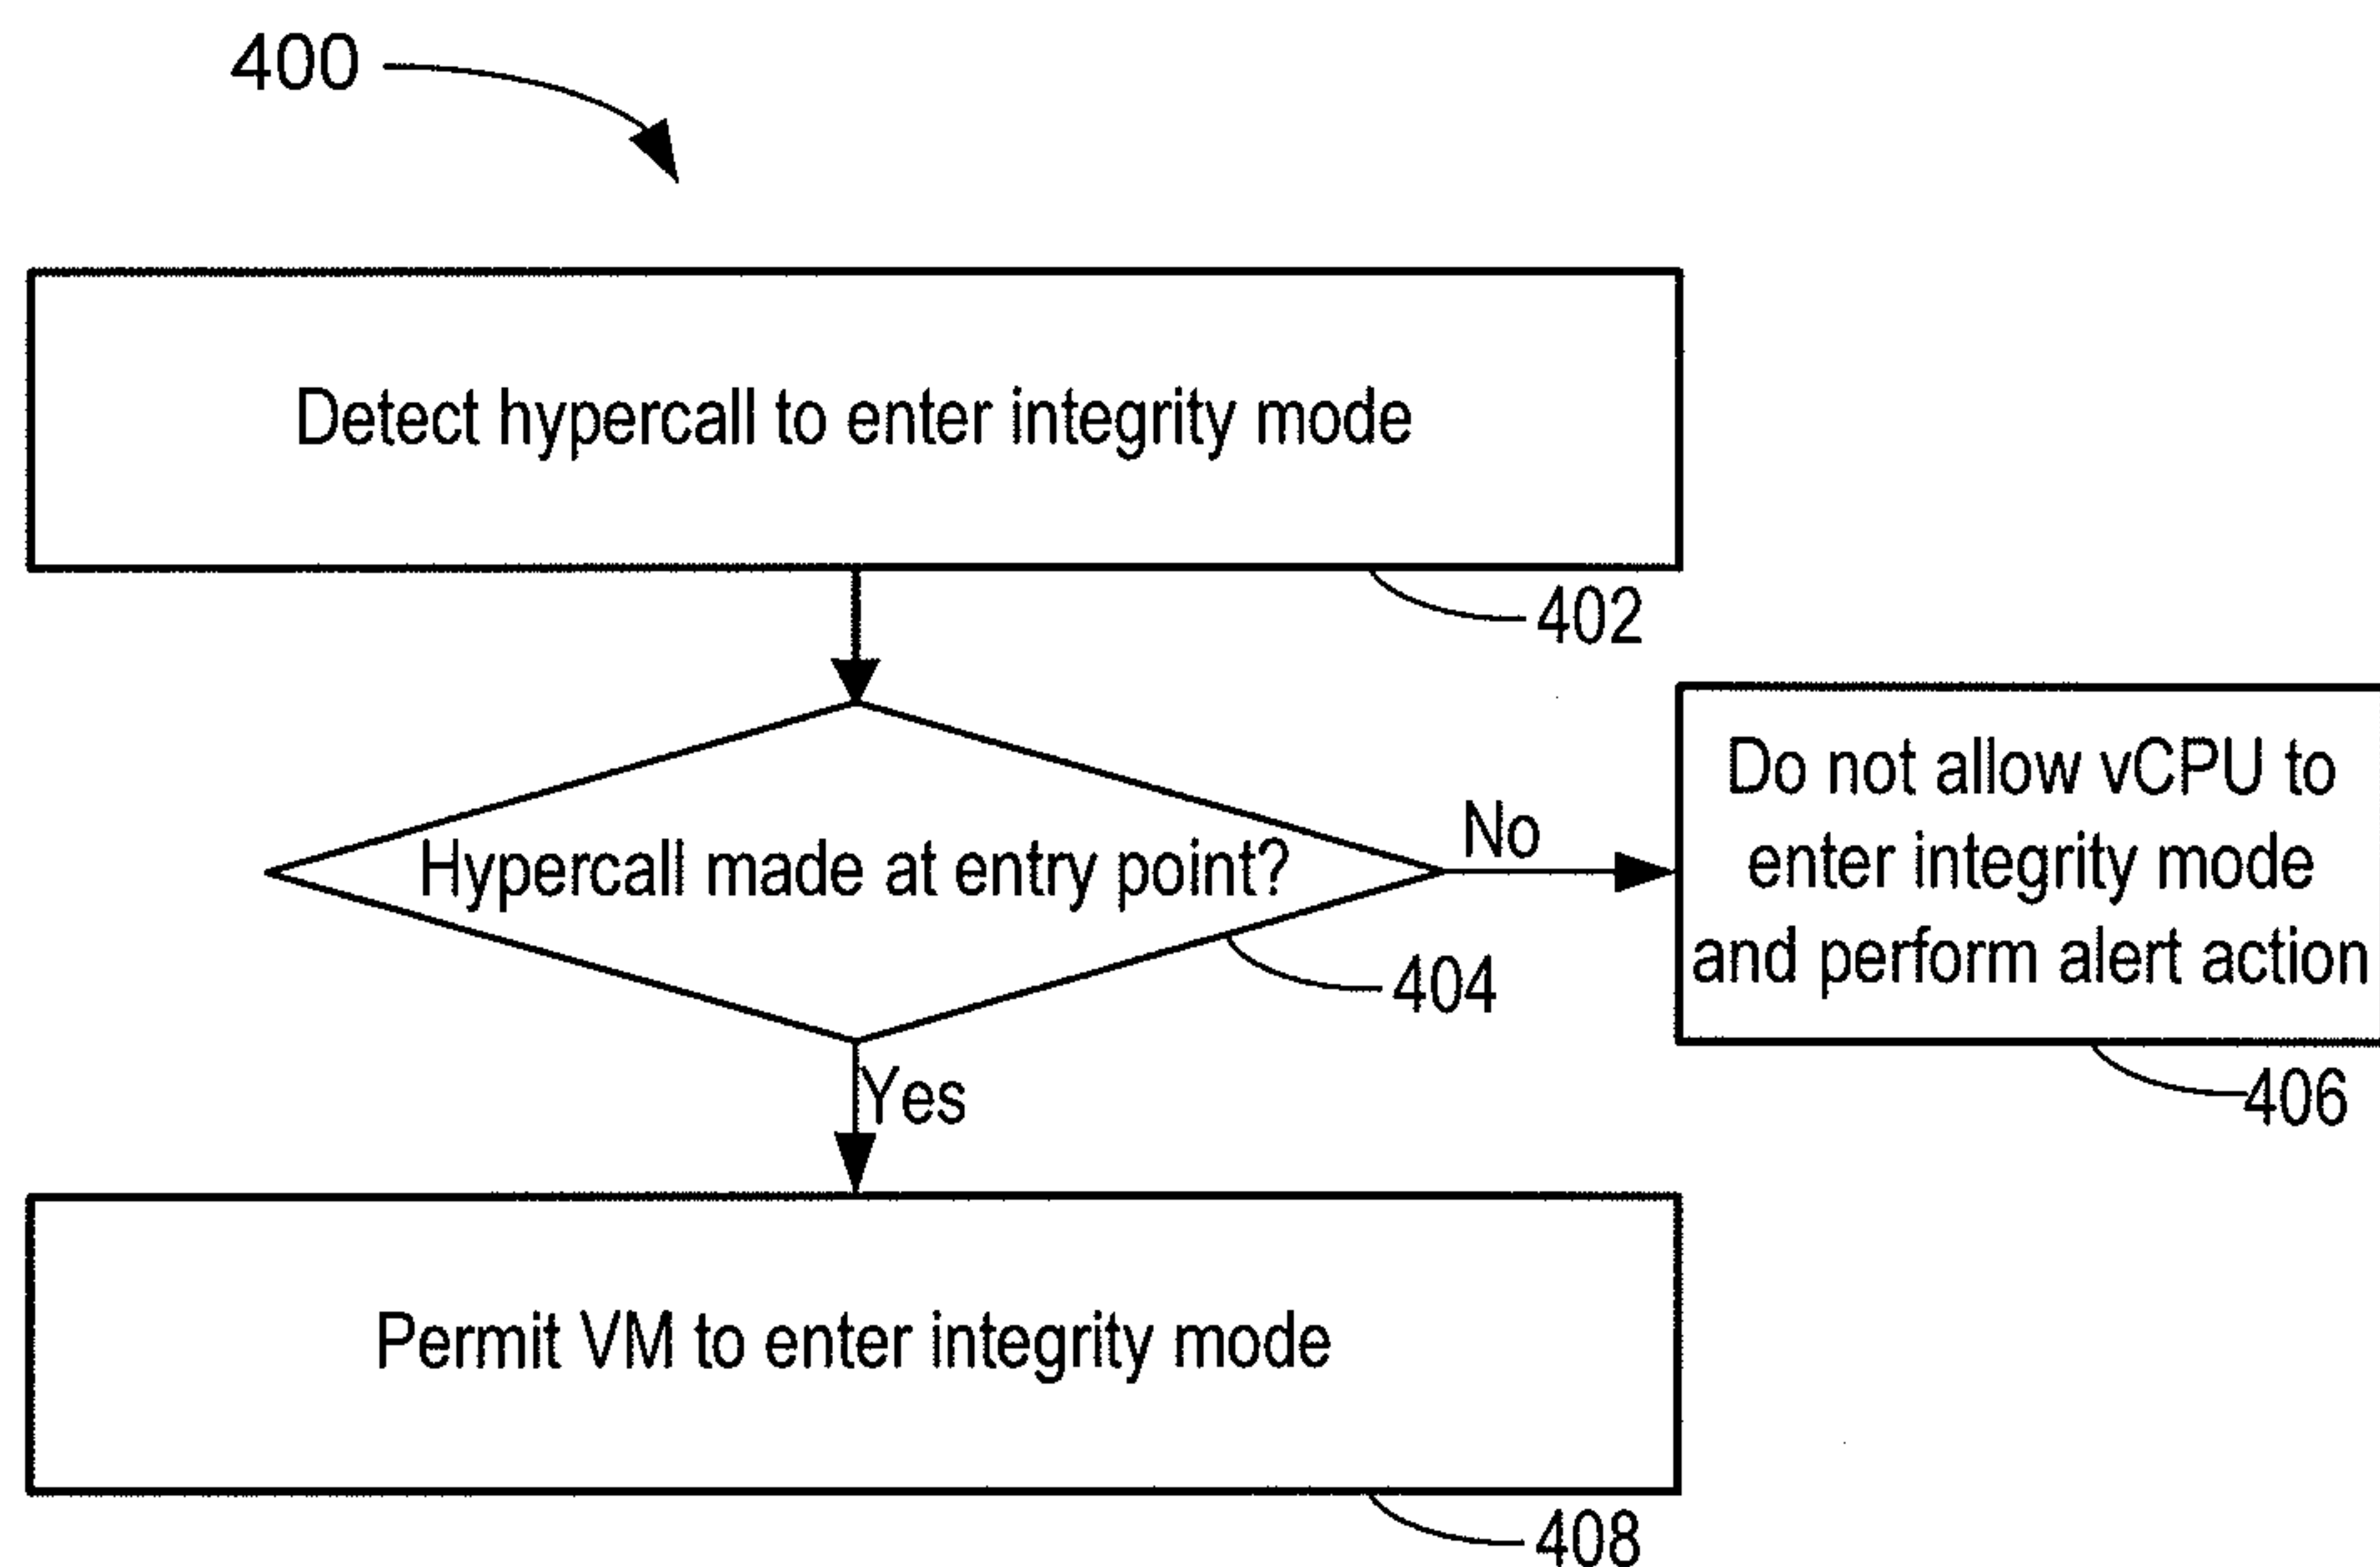 400
Detect hypercall to enter integrity mode
402
Hypercall made at entry point?
404
No
Do not allow vCPU to
enter integrity mode
and perform alert action
406
Yes
Permit VM to enter integrity mode
408